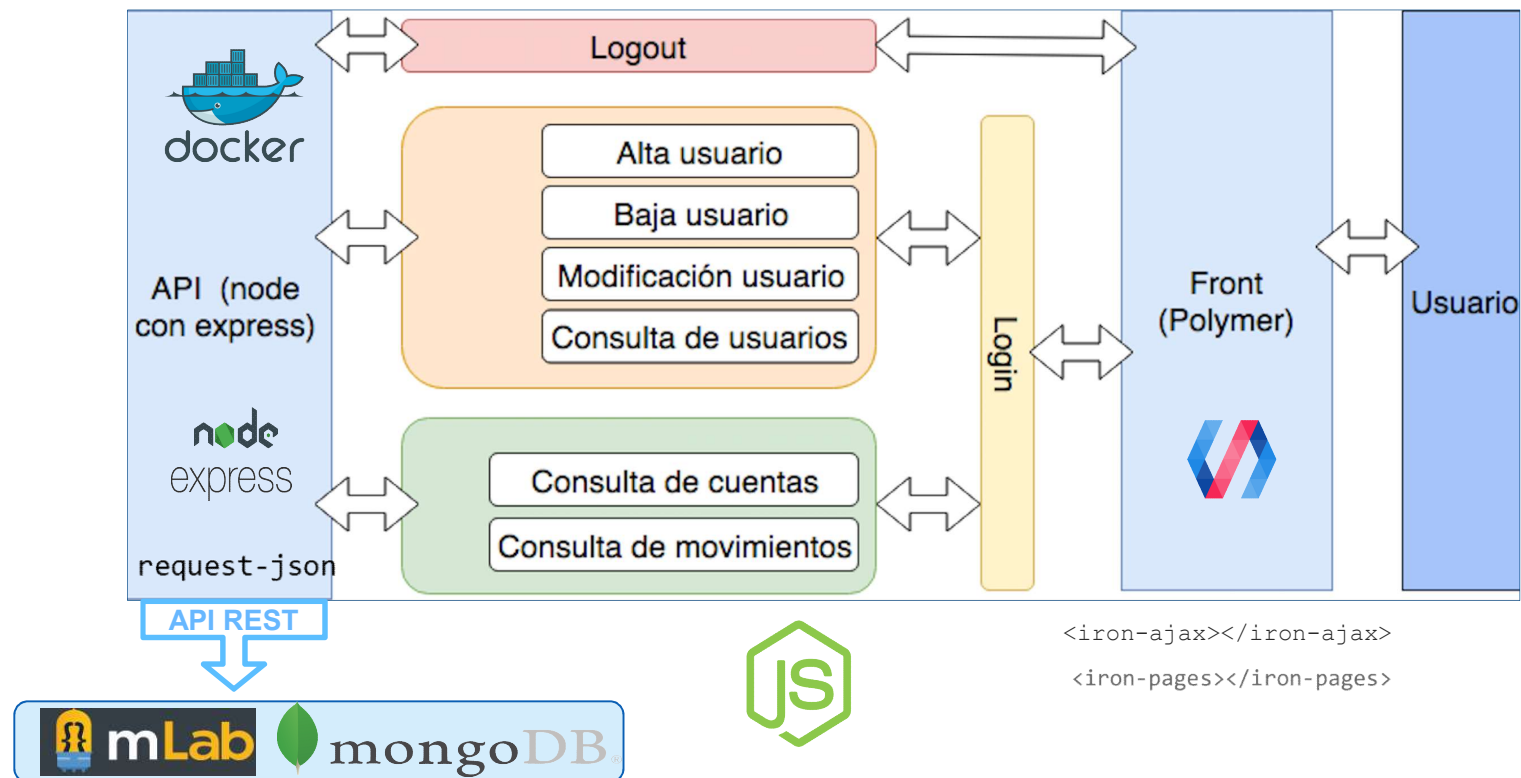 Logout
docker
Alta usuario
Baja usuario
Modificación usuario
Consulta de usuarios
API (node
con express)
Login
Front
(Polymer)
Usuario
node
express
Consulta de cuentas
Consulta de movimientos
request-json
API REST
<iron-ajax></iron-ajax>
<iron-pages></iron-pages>
JS
mLab
mongoDB®